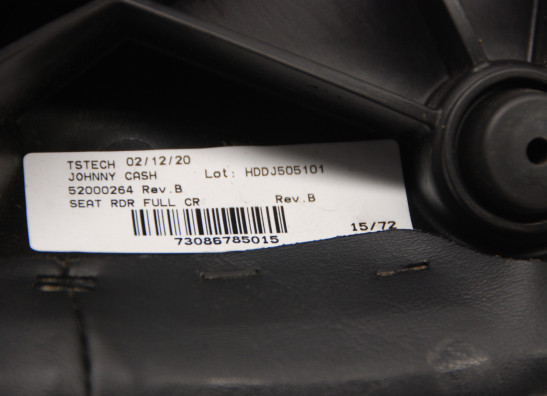 TSTECH 02/12/20
JOHNNY CASH Lot: HDDJ505101
52000264 Rev.B
SEAT RDR FULL CR Rev.B
73086785015 15/72